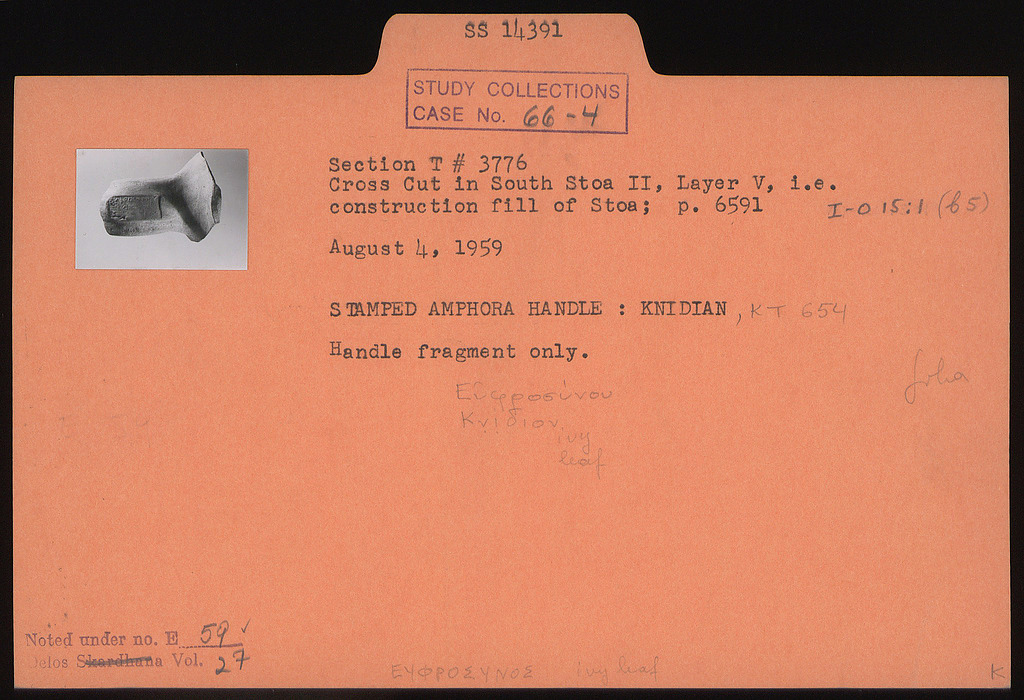 SS 14391
STUDY COLLECTIONS
CASE No. 66-4
Section T # 3776
Cross Cut in South Stoa II, Layer V, i.e.
construction fill of Stoa; p. 6591 I-O 15:1 (b5)
August 4, 1959
STAMPED AMPHORA HANDLE : KNIDIAN, KT 654
Handle fragment only.
Εὐφροσύνου
Κνίδιον
ivy
leaf
Noted under no. E 59 ✓
Delos Skardhana Vol. 27
ΕΥΦΡΟΣΥΝΟΣ ivy leaf
K